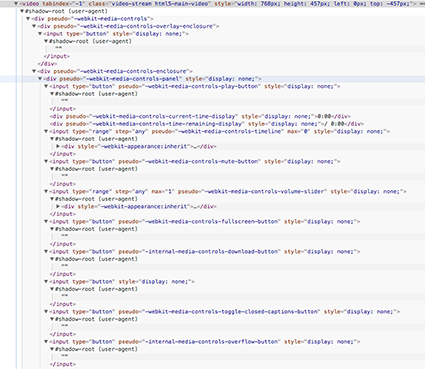 ▼<video tabindex="-1" class="video-stream html5-main-video" style="width: 768px; height: 457px; left: 0px; top: -457px;">
▼#shadow-root (user-agent)
▼<div pseudo="-webkit-media-controls">
▼<div pseudo="-webkit-media-controls-overlay-enclosure">
▼<input type="button" style="display: none;">
▼#shadow-root (user-agent)
""
</input>
</div>
▼<div pseudo="-webkit-media-controls-enclosure">
▼<div pseudo="-webkit-media-controls-panel" style="display: none;">
▼<input type="button" pseudo="-webkit-media-controls-play-button" style="display: none;">
▼#shadow-root (user-agent)
""
</input>
<div pseudo="-webkit-media-controls-current-time-display" style="display: none;">0:00</div>
<div pseudo="-webkit-media-controls-time-remaining-display" style="display: none;">/ 0:00</div>
▼<input type="range" step="any" pseudo="-webkit-media-controls-timeline" max="0" style="display: none;">
▼#shadow-root (user-agent)
▶<div style="-webkit-appearance:inherit">…</div>
</input>
▼<input type="button" pseudo="-webkit-media-controls-mute-button" style="display: none;">
▼#shadow-root (user-agent)
""
</input>
▼<input type="range" step="any" max="1" pseudo="-webkit-media-controls-volume-slider" style="display: none;">
▼#shadow-root (user-agent)
▶<div style="-webkit-appearance:inherit">…</div>
</input>
▼<input type="button" pseudo="-webkit-media-controls-fullscreen-button" style="display: none;">
▼#shadow-root (user-agent)
""
</input>
▼<input type="button" pseudo="-internal-media-controls-download-button" style="display: none;">
▼#shadow-root (user-agent)
""
</input>
▼<input type="button" style="display: none;">
▼#shadow-root (user-agent)
""
</input>
▼<input type="button" pseudo="-webkit-media-controls-toggle-closed-captions-button" style="display: none;">
▼#shadow-root (user-agent)
""
</input>
▼<input type="button" pseudo="-internal-media-controls-overflow-button" style="display: none;">
▼#shadow-root (user-agent)
""
</input>